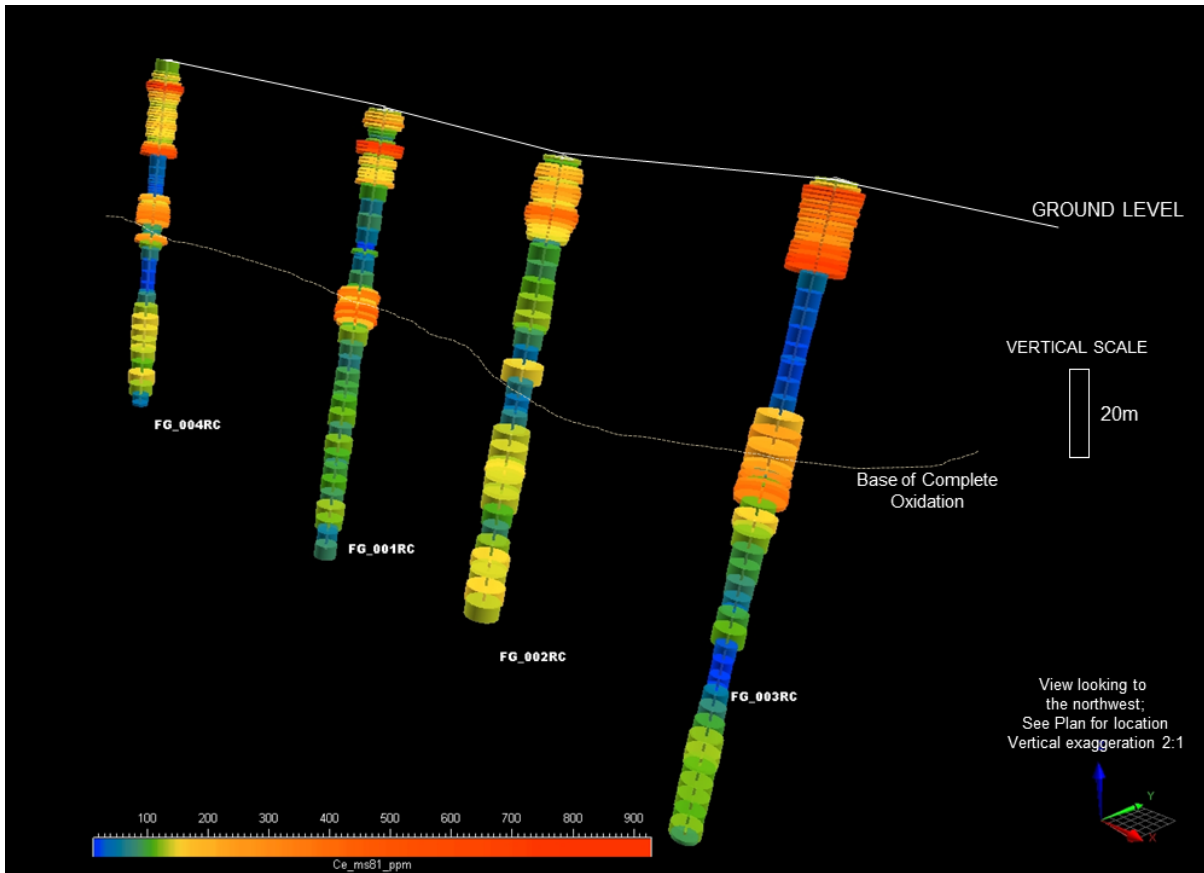 GROUND LEVEL
VERTICAL SCALE
20m
FG_004RC
Base of Complete
Oxidation
FG_001RC
FG_002RC
FG_003RC
View looking to
the northwest;
See Plan for location
Vertical exaggeration 2:1
Y
X
100 200 300 400 500 600 700 800 900
Ce_ms81_ppm